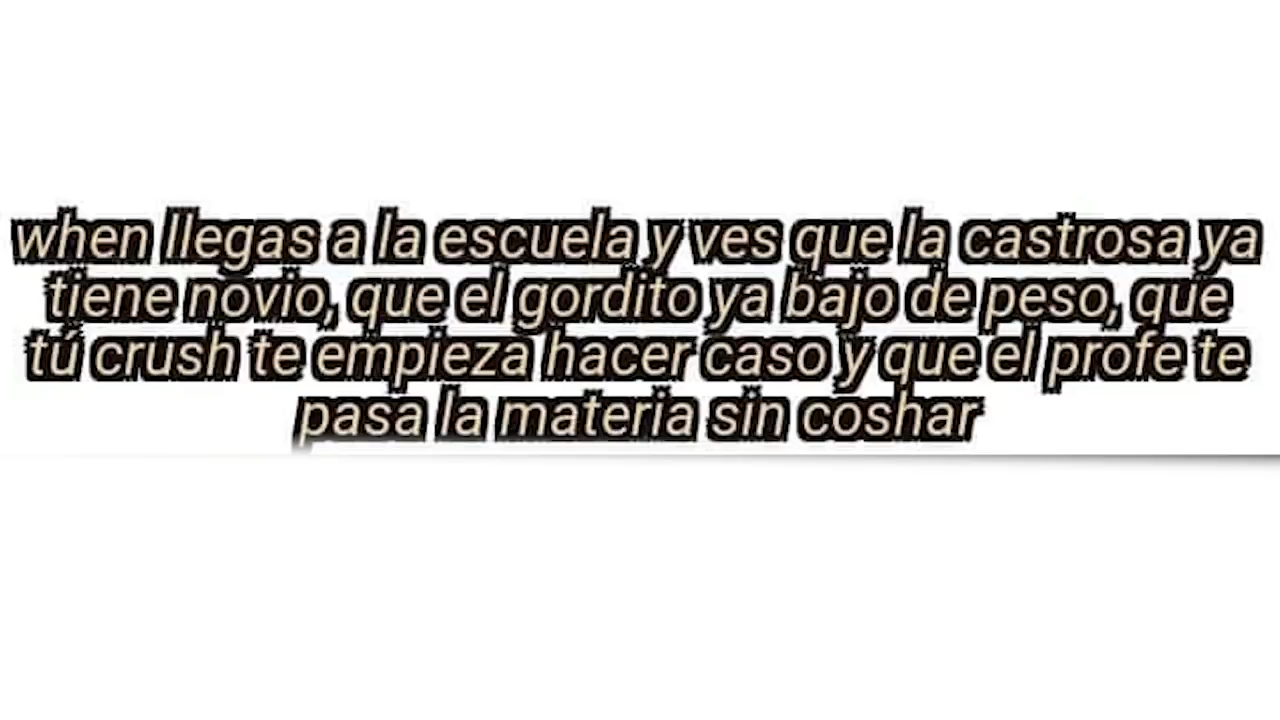 when llegas a la escuela y ves que la castrosa ya
tiene novio, que el gordito ya bajo de peso, que
tú crush te empieza hacer caso y que el profe te
pasa la materia sin coshar